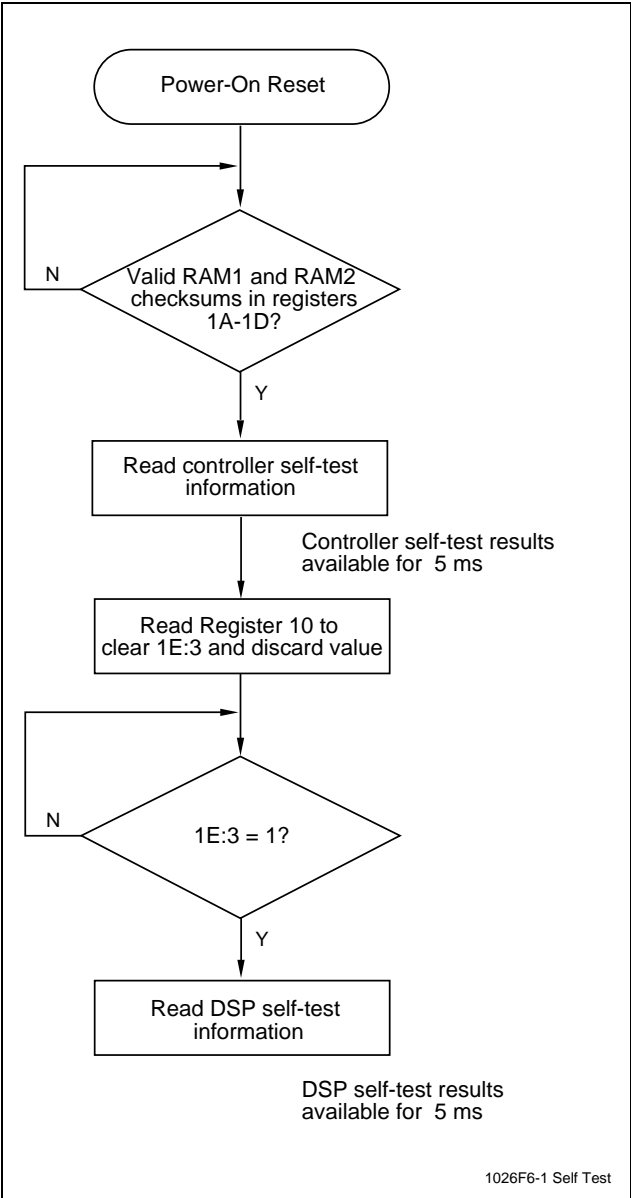 Power-On Reset
N
Valid RAM1 and RAM2
checksums in registers
1A-1D?
Y
Read controller self-test
information
Controller self-test results
available for 5 ms
Read Register 10 to
clear 1E:3 and discard value
N
1E:3 = 1?
Y
Read DSP self-test
information
DSP self-test results
available for 5 ms
1026F6-1 Self Test